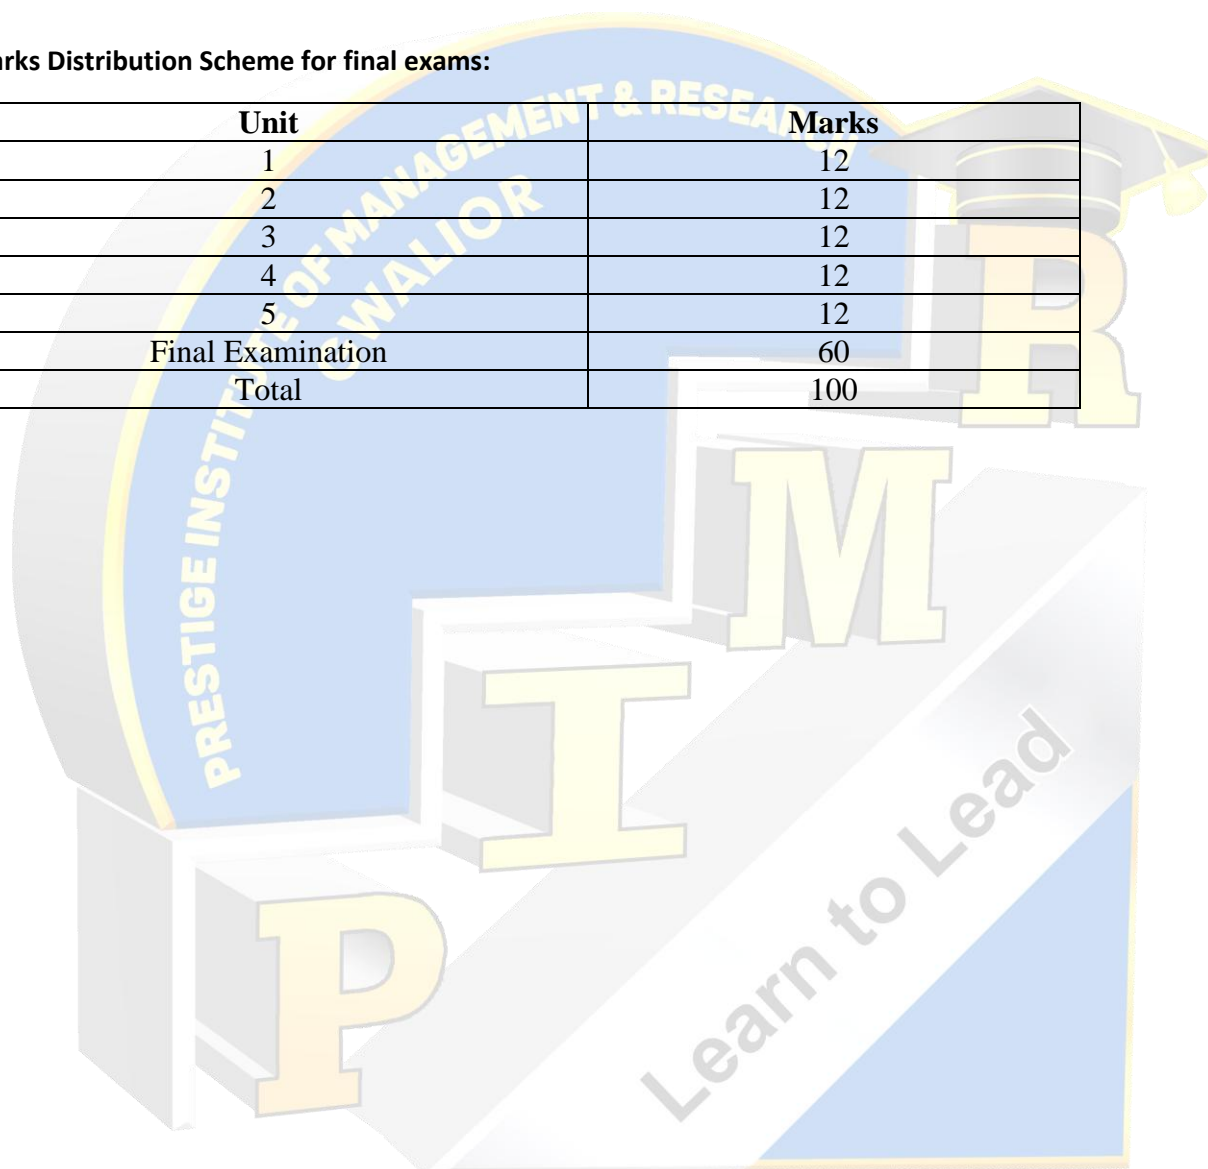 arks Distribution Scheme for final exams:
Unit Marks
1 12
2 12
3 12
4 12
5 12
Final Examination 60
Total 100
PRESTIGE INSTITUTE OF MANAGEMENT & RESEARCH
GWALIOR
R
M
I
P
Learn to Lead